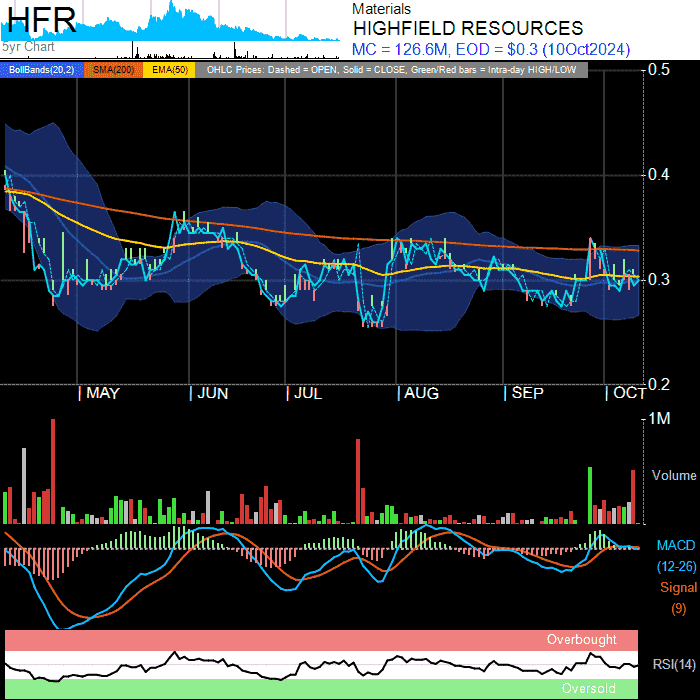 HFR
5yr Chart
Materials
HIGHFIELD RESOURCES
MC = 126.6M, EOD = $0.3 (10Oct2024)
BollBands(20,2) SMA(200) EMA(50) OHLC Prices: Dashed = OPEN, Solid = CLOSE, Green/Red bars = Intra-day HIGH/LOW
0.5
0.4
0.3
0.2
| MAY | JUN | JUL | AUG | SEP | OCT
1M
Volume
MACD
(12-26)
Signal
(9)
Overbought
RSI(14)
Oversold